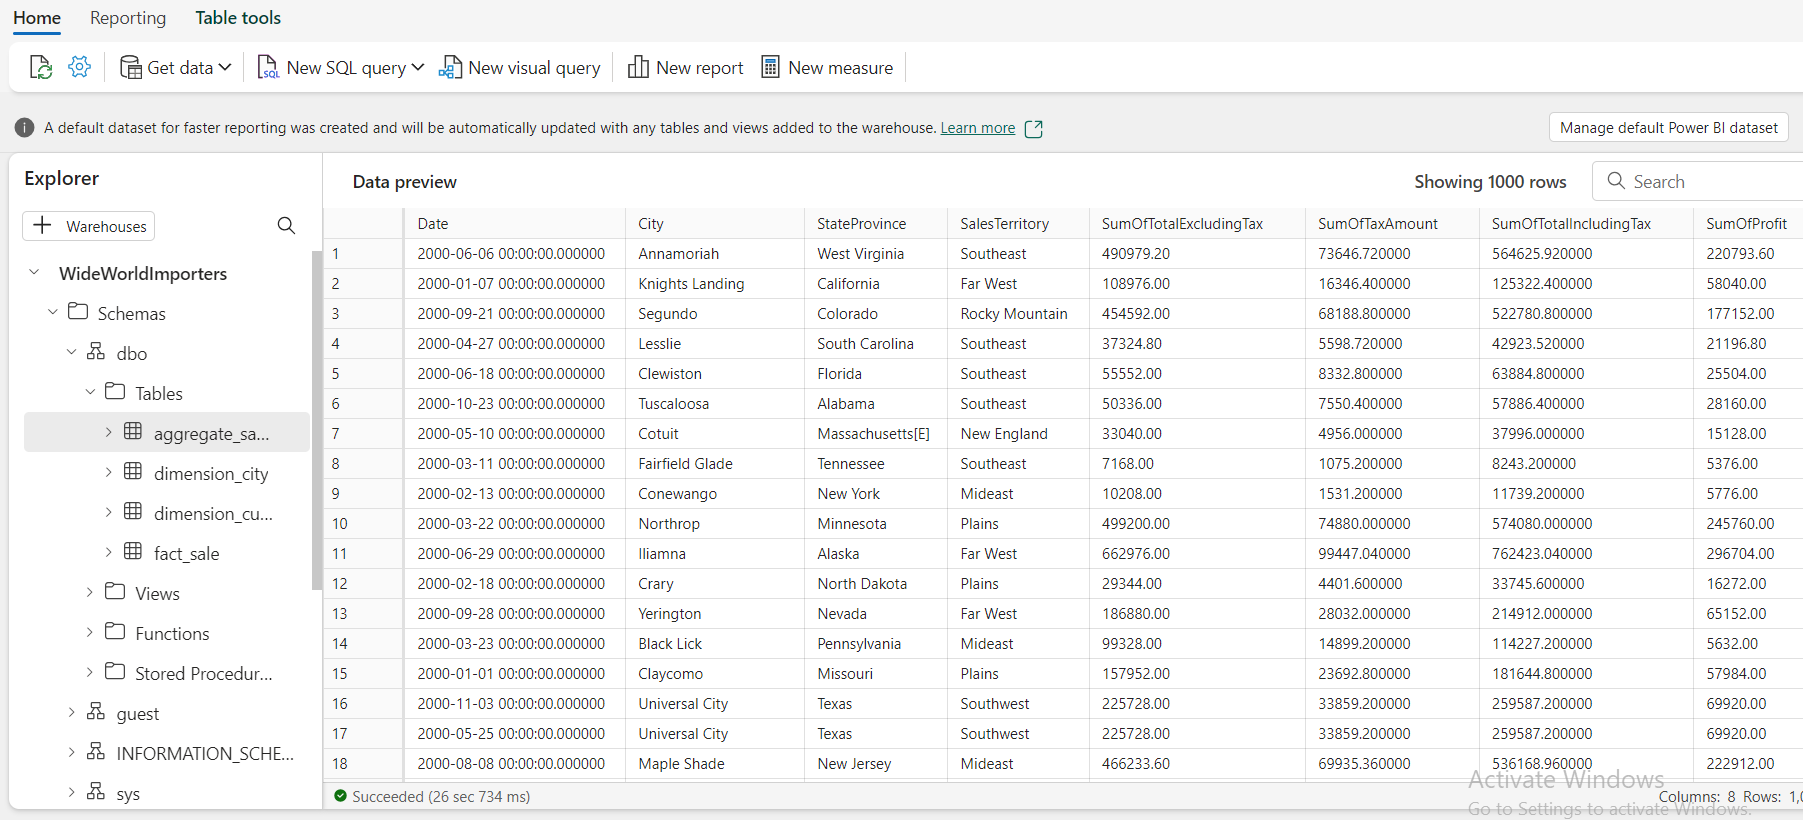 Home Reporting Table tools
Get data New SQL query New visual query New report New measure
A default dataset for faster reporting was created and will be automatically updated with any tables and views added to the warehouse. Learn more
Manage default Power BI dataset
Explorer
+ Warehouses
WideWorldImporters
Schemas
dbo
Tables
aggregate_sa...
dimension_city
dimension_cu...
fact_sale
Views
Functions
Stored Procedur...
guest
INFORMATION_SCHE...
sys
Data preview
Showing 1000 rows
Search
Date City StateProvince SalesTerritory SumOfTotalExcludingTax SumOfTaxAmount SumOfTotalIncludingTax SumOfProfit
1 2000-06-06 00:00:00.000000 Annamoriah West Virginia Southeast 490979.20 73646.720000 564625.920000 220793.60
2 2000-01-07 00:00:00.000000 Knights Landing California Far West 108976.00 16346.400000 125322.400000 58040.00
3 2000-09-21 00:00:00.000000 Segundo Colorado Rocky Mountain 454592.00 68188.800000 522780.800000 177152.00
4 2000-04-27 00:00:00.000000 Lesslie South Carolina Southeast 37324.80 5598.720000 42923.520000 21196.80
5 2000-06-18 00:00:00.000000 Clewiston Florida Southeast 55552.00 8332.800000 63884.800000 25504.00
6 2000-10-23 00:00:00.000000 Tuscaloosa Alabama Southeast 50336.00 7550.400000 57886.400000 28160.00
7 2000-05-10 00:00:00.000000 Cotuit Massachusetts[E] New England 33040.00 4956.000000 37996.000000 15128.00
8 2000-03-11 00:00:00.000000 Fairfield Glade Tennessee Southeast 7168.00 1075.200000 8243.200000 5376.00
9 2000-02-13 00:00:00.000000 Conewango New York Mideast 10208.00 1531.200000 11739.200000 5776.00
10 2000-03-22 00:00:00.000000 Northrop Minnesota Plains 499200.00 74880.000000 574080.000000 245760.00
11 2000-06-29 00:00:00.000000 Iliamna Alaska Far West 662976.00 99447.040000 762423.040000 296704.00
12 2000-02-18 00:00:00.000000 Crary North Dakota Plains 29344.00 4401.600000 33745.600000 16272.00
13 2000-09-28 00:00:00.000000 Yerington Nevada Far West 186880.00 28032.000000 214912.000000 65152.00
14 2000-03-23 00:00:00.000000 Black Lick Pennsylvania Mideast 99328.00 14899.200000 114227.200000 5632.00
15 2000-01-01 00:00:00.000000 Claycomo Missouri Plains 157952.00 23692.800000 181644.800000 57984.00
16 2000-11-03 00:00:00.000000 Universal City Texas Southwest 225728.00 33859.200000 259587.200000 69920.00
17 2000-05-25 00:00:00.000000 Universal City Texas Southwest 225728.00 33859.200000 259587.200000 69920.00
18 2000-08-08 00:00:00.000000 Maple Shade New Jersey Mideast 466233.60 69935.360000 536168.960000 222912.00
Activate Windows
Go to Settings to activate Windows.
Succeeded (26 sec 734 ms)
Columns: 8 Rows: 1,0